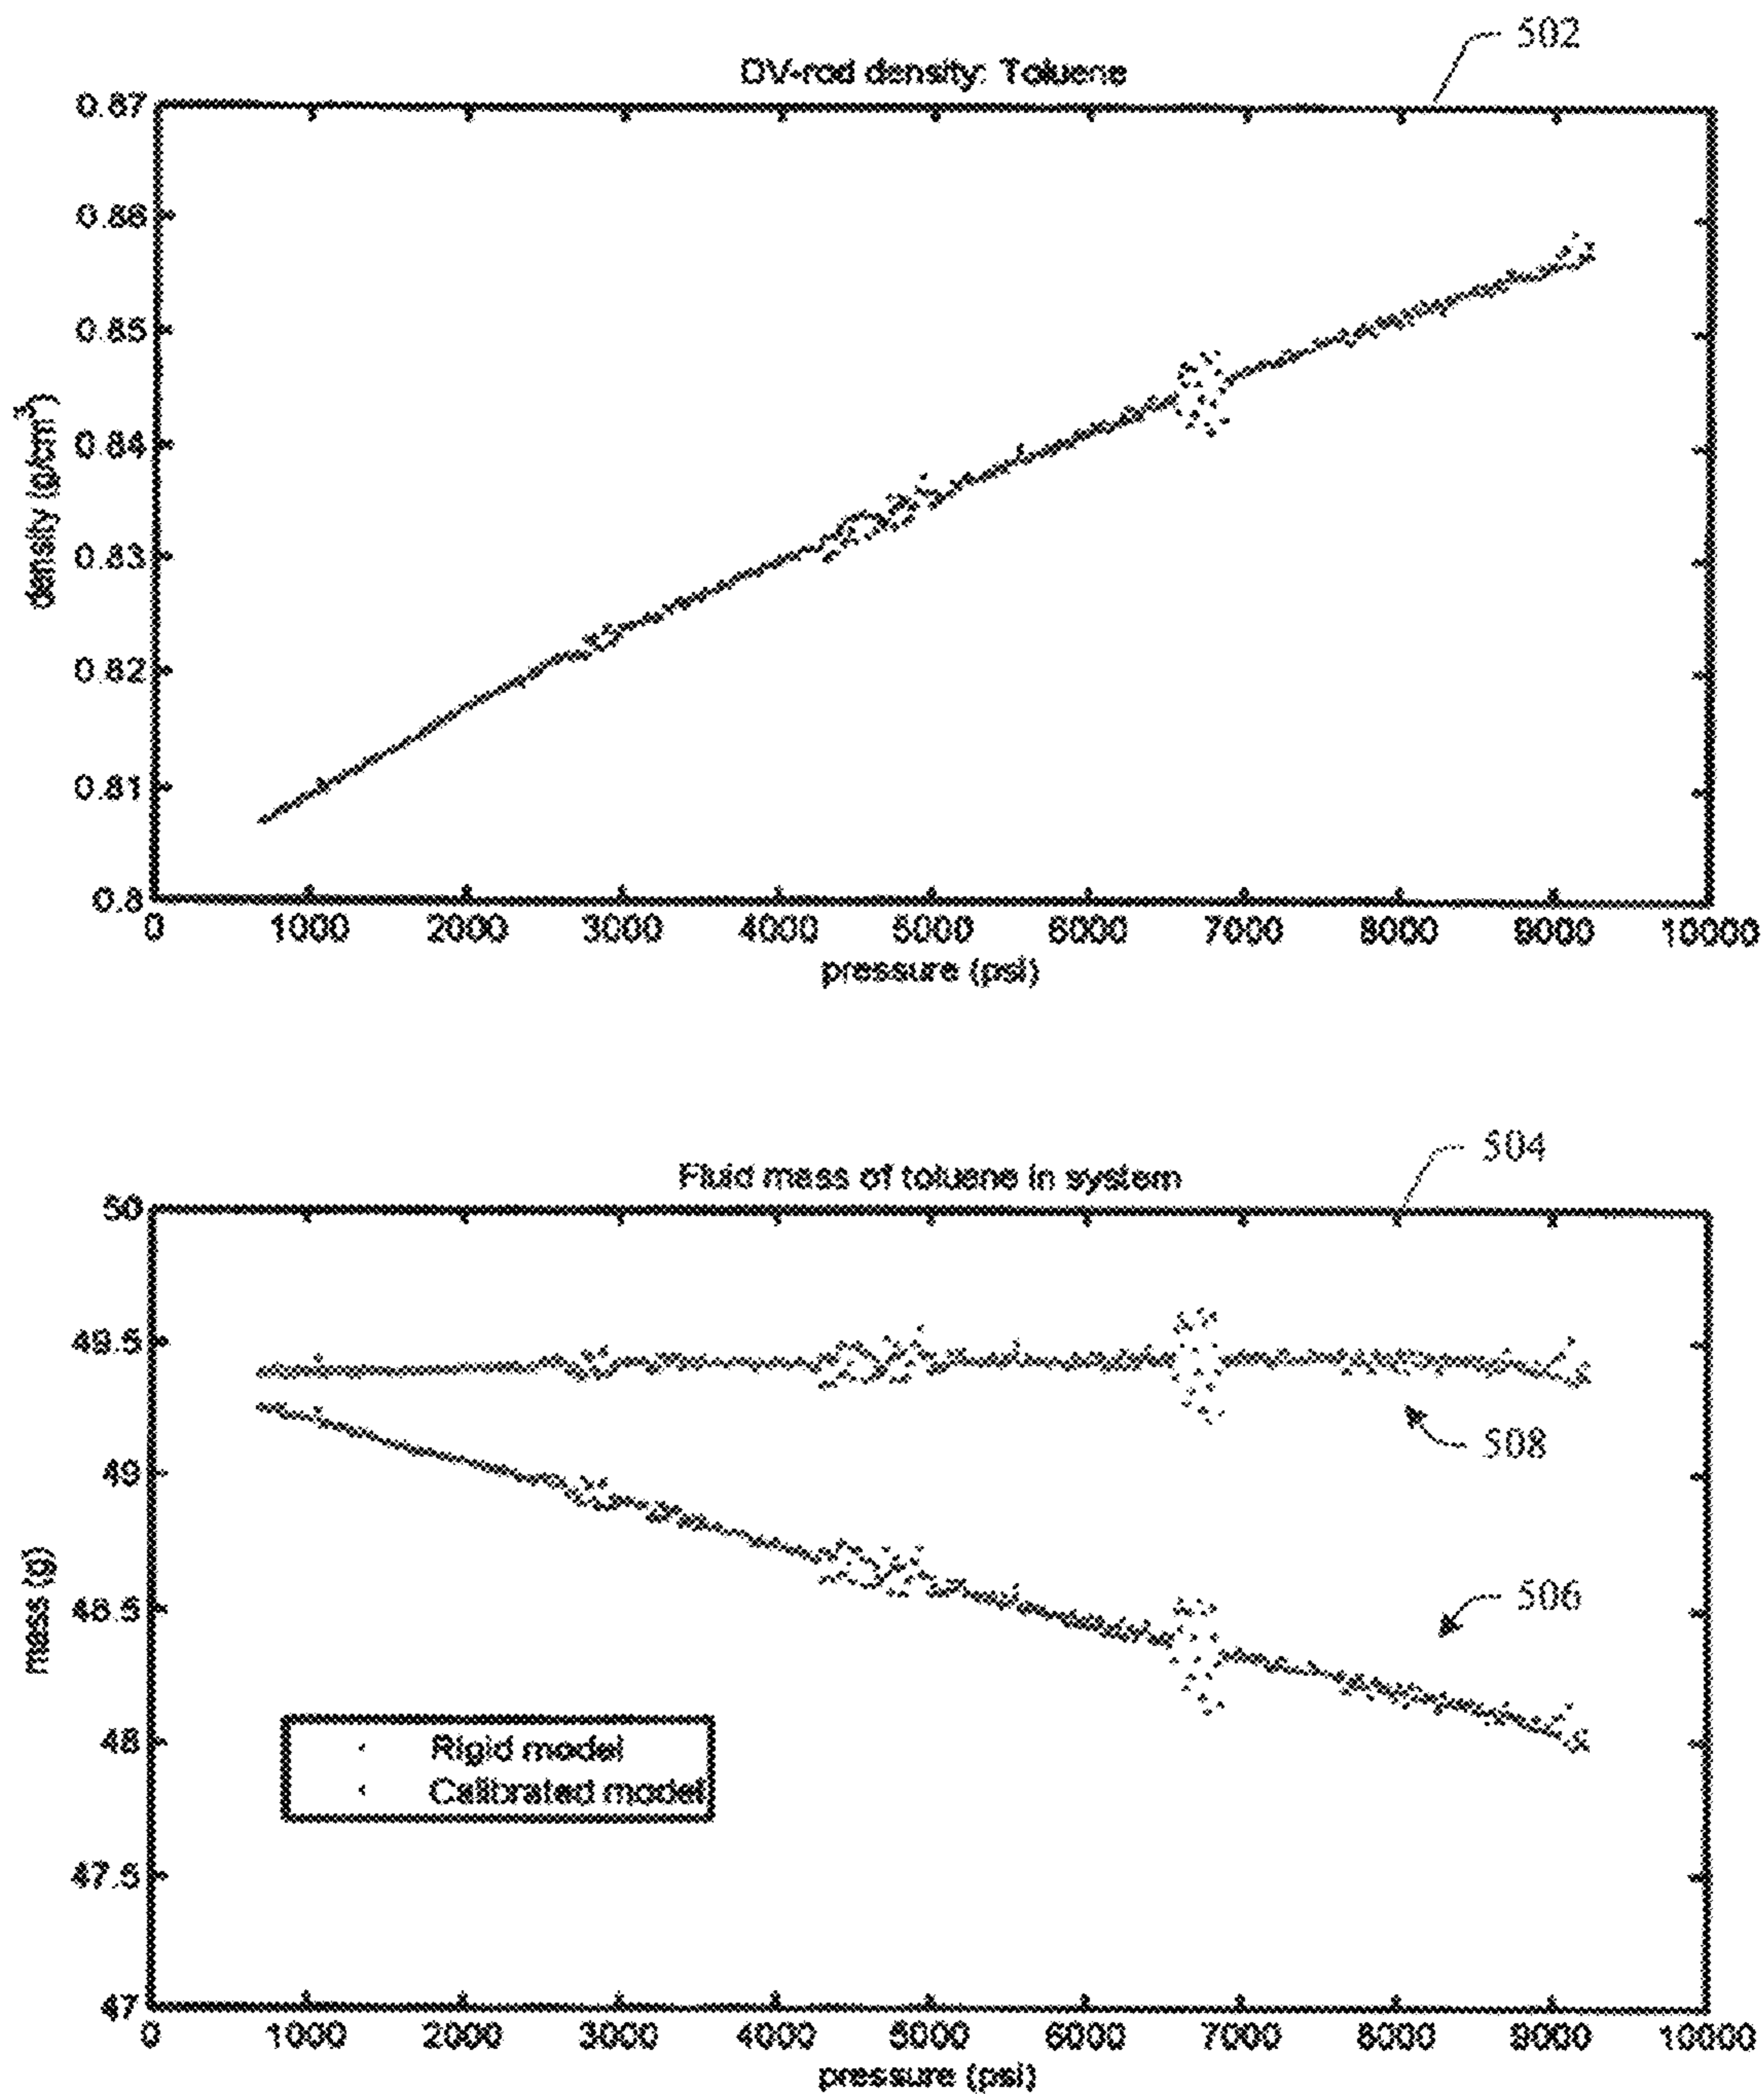 502
DV-rod density: Toluene
0.87
0.86
0.85
0.84
0.83
0.82
0.81
0.8
density (g/cm³)
0 1000 2000 3000 4000 5000 6000 7000 8000 9000 10000
pressure (psi)
504
Fluid mass of toluene in system
50
49.5
49
48.5
48
47.5
47
mass (g)
508
506
Rigid model
Calibrated model
0 1000 2000 3000 4000 5000 6000 7000 8000 9000 10000
pressure (psi)